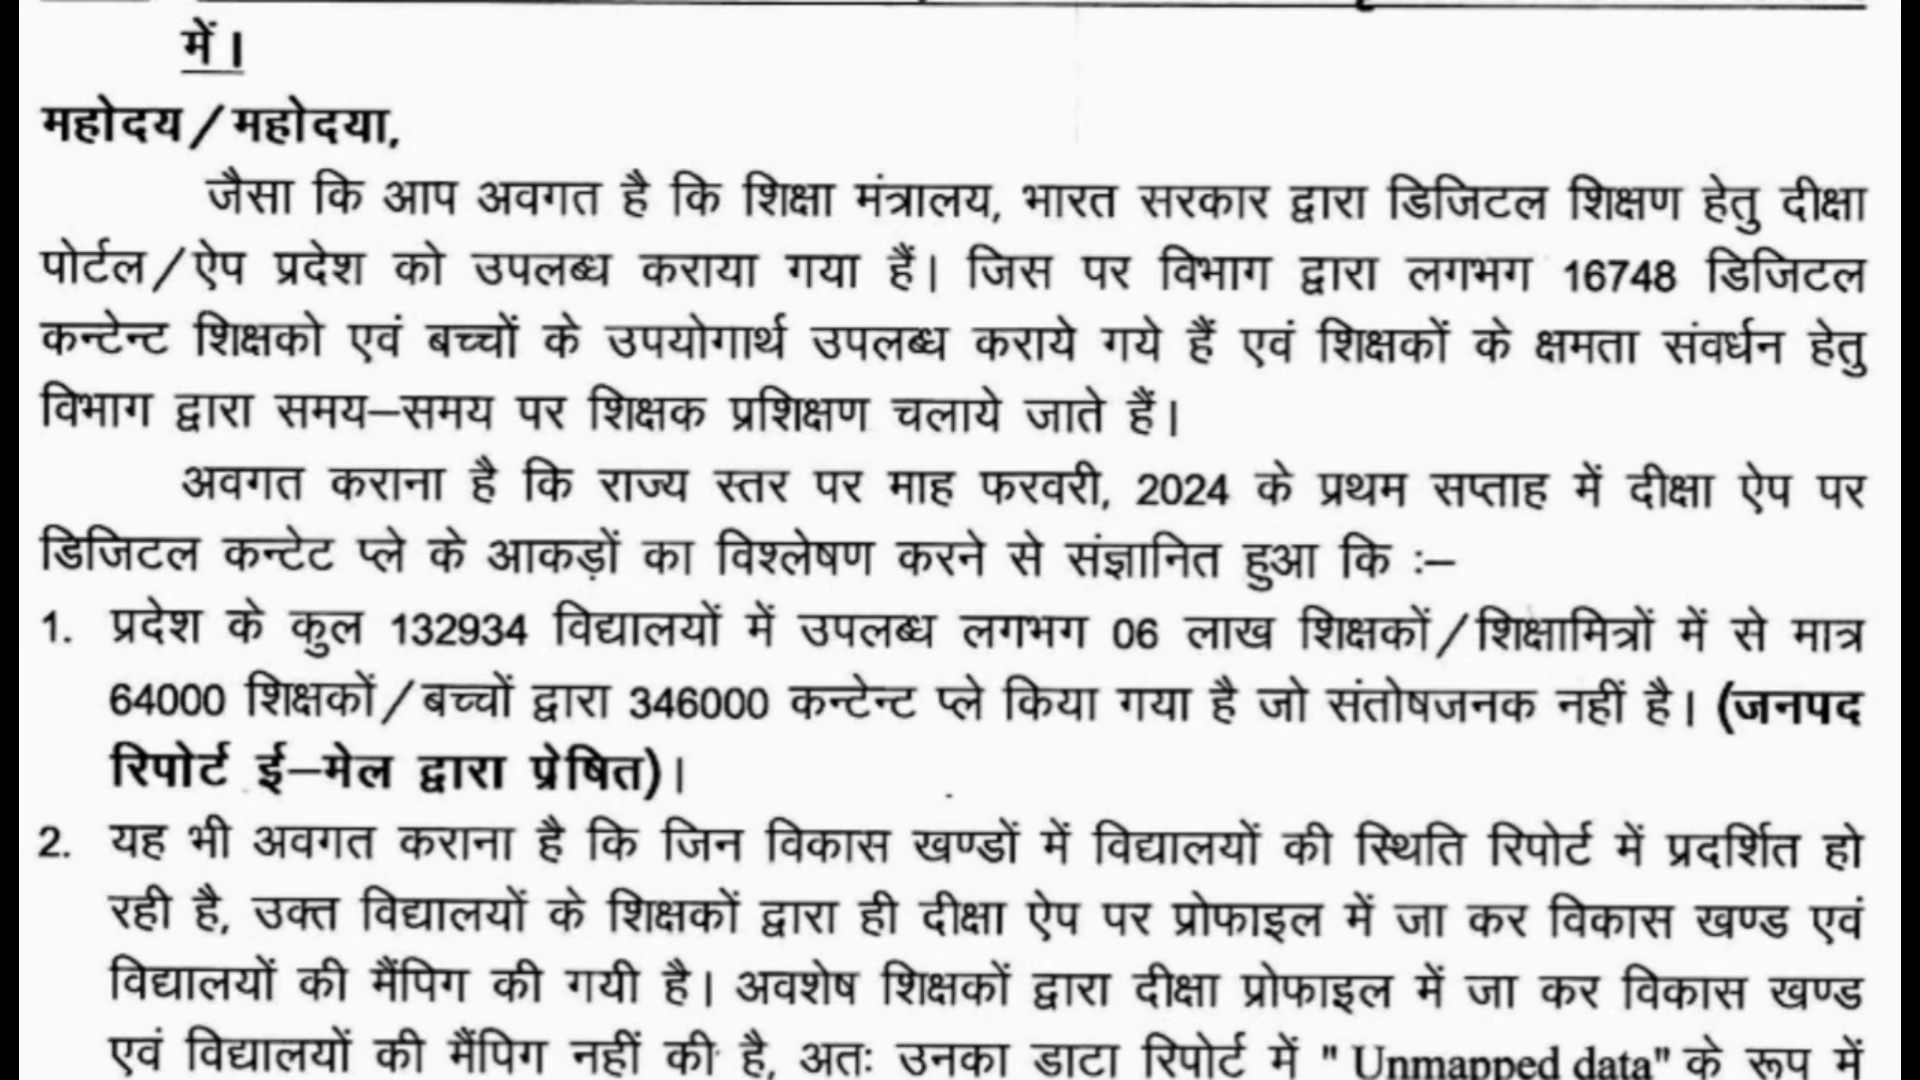 में।
महोदय/महोदया,
जैसा कि आप अवगत है कि शिक्षा मंत्रालय, भारत सरकार द्वारा डिजिटल शिक्षण हेतु दीक्षा
पोर्टल/ऐप प्रदेश को उपलब्ध कराया गया हैं। जिस पर विभाग द्वारा लगभग 16748 डिजिटल
कन्टेन्ट शिक्षको एवं बच्चों के उपयोगार्थ उपलब्ध कराये गये हैं एवं शिक्षकों के क्षमता संवर्धन हेतु
विभाग द्वारा समय–समय पर शिक्षक प्रशिक्षण चलाये जाते हैं।
अवगत कराना है कि राज्य स्तर पर माह फरवरी, 2024 के प्रथम सप्ताह में दीक्षा ऐप पर
डिजिटल कन्टेट प्ले के आकड़ों का विश्लेषण करने से संज्ञानित हुआ कि :–
1. प्रदेश के कुल 132934 विद्यालयों में उपलब्ध लगभग 06 लाख शिक्षकों/शिक्षामित्रों में से मात्र
64000 शिक्षकों/बच्चों द्वारा 346000 कन्टेन्ट प्ले किया गया है जो संतोषजनक नहीं है। (जनपद
रिपोर्ट ई–मेल द्वारा प्रेषित)।
2. यह भी अवगत कराना है कि जिन विकास खण्डों में विद्यालयों की स्थिति रिपोर्ट में प्रदर्शित हो
रही है, उक्त विद्यालयों के शिक्षकों द्वारा ही दीक्षा ऐप पर प्रोफाइल में जा कर विकास खण्ड एवं
विद्यालयों की मैंपिग की गयी है। अवशेष शिक्षकों द्वारा दीक्षा प्रोफाइल में जा कर विकास खण्ड
एवं विद्यालयों की मैंपिग नहीं की है, अतः उनका डाटा रिपोर्ट में " Unmapped data" के रूप में